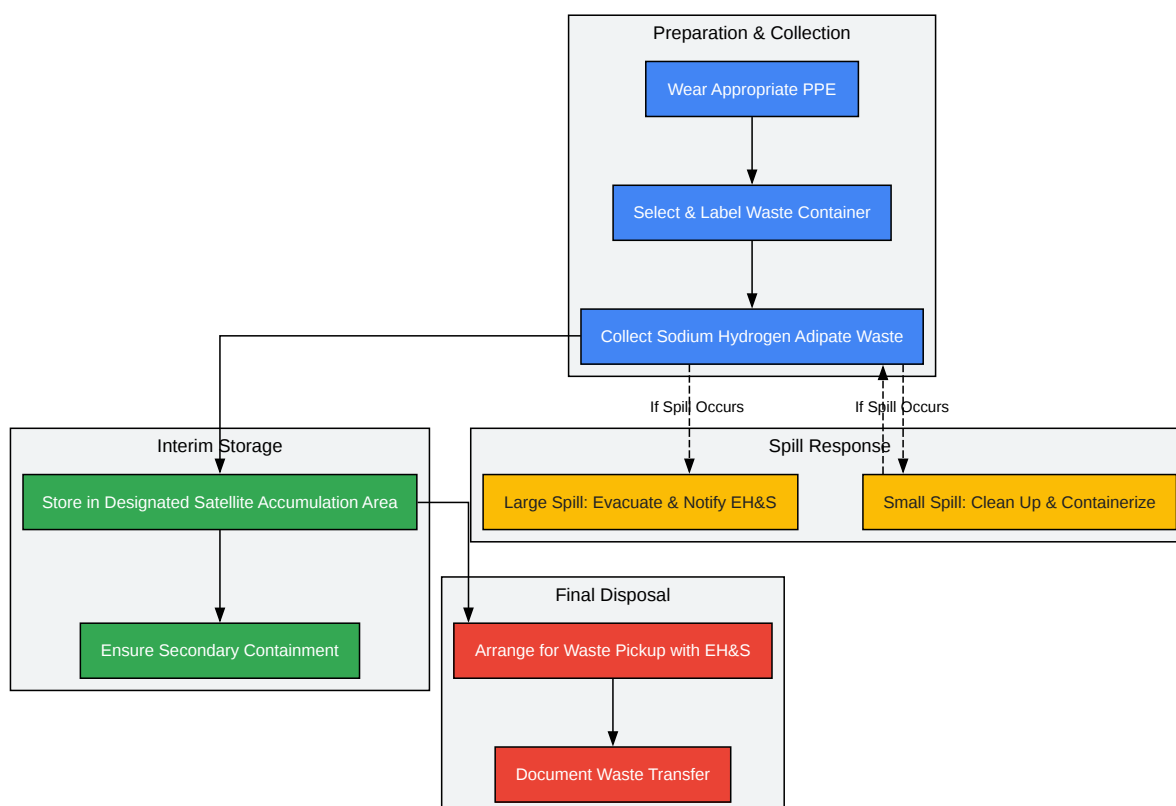 Preparation & Collection
Wear Appropriate PPE
Select & Label Waste Container
Collect Sodium Hydrogen Adipate Waste
If Spill Occurs
If Spill Occurs
Interim Storage
Spill Response
Store in Designated Satellite Accumulation Area
Large Spill: Evacuate & Notify EH&S
Small Spill: Clean Up & Containerize
Final Disposal
Ensure Secondary Containment
Arrange for Waste Pickup with EH&S
Document Waste Transfer